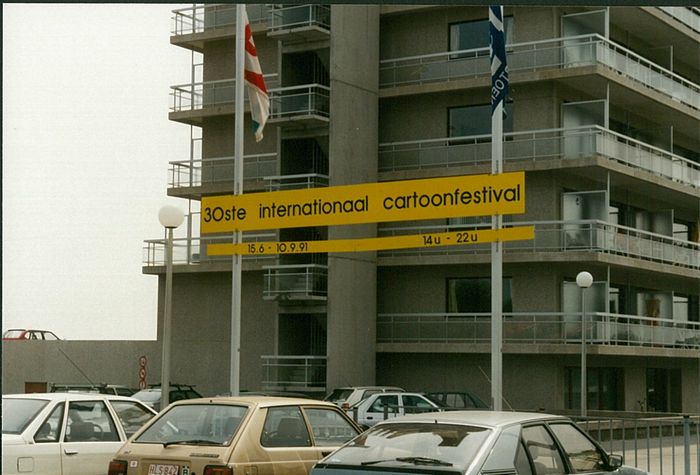 30ste internationaal cartoonfestival
15.6 - 10.9.91 14u - 22u